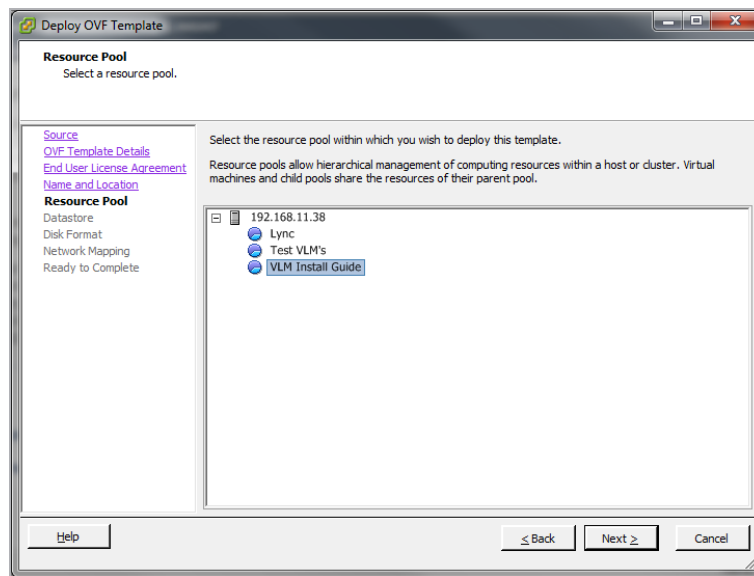 Deploy OVF Template
Resource Pool
Select a resource pool.
Source
OVF Template Details
End User License Agreement
Name and Location
Resource Pool
Datastore
Disk Format
Network Mapping
Ready to Complete
Select the resource pool within which you wish to deploy this template.
Resource pools allow hierarchical management of computing resources within a host or cluster. Virtual
machines and child pools share the resources of their parent pool.
192.168.11.38
Lync
Test VLM's
VLM Install Guide
Help
< Back
Next >
Cancel